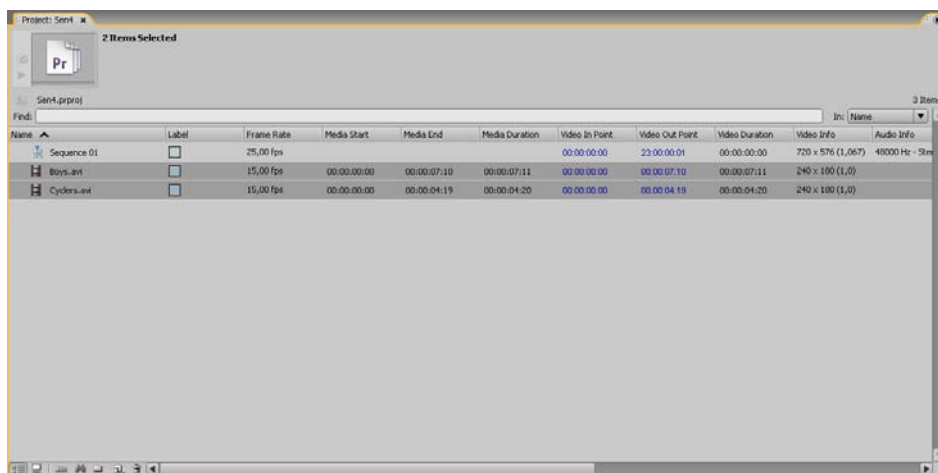 Project: Sen4 ×
2 Items Selected
Pr
Sen4.prproj
3 Item
Find:
In: Name
Name Label Frame Rate Media Start Media End Media Duration Video In Point Video Out Point Video Duration Video Info Audio Info
Sequence 01 25,00 fps 00:00:00:00 23:00:00:01 00:00:00:00 720 x 576 (1,067) 48000 Hz - Ster
Boys.avi 15,00 fps 00:00:00:00 00:00:07:10 00:00:07:11 00:00:00:00 00:00:07:10 00:00:07:11 240 x 180 (1,0)
Cyclers.avi 15,00 fps 00:00:00:00 00:00:04:19 00:00:04:20 00:00:00:00 00:00:04:19 00:00:04:20 240 x 180 (1,0)